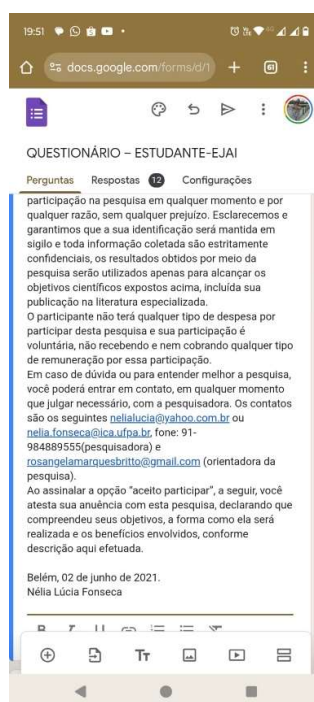 19:51
4G
docs.google.com/forms/d/1
61
QUESTIONÁRIO – ESTUDANTE-EJAI
Perguntas Respostas 12 Configurações
participação na pesquisa em qualquer momento e por
qualquer razão, sem qualquer prejuízo. Esclarecemos e
garantimos que a sua identificação será mantida em
sigilo e toda informação coletada são estritamente
confidenciais, os resultados obtidos por meio da
pesquisa serão utilizados apenas para alcançar os
objetivos científicos expostos acima, incluída sua
publicação na literatura especializada.
O participante não terá qualquer tipo de despesa por
participar desta pesquisa e sua participação é
voluntária, não recebendo e nem cobrando qualquer tipo
de remuneração por essa participação.
Em caso de dúvida ou para entender melhor a pesquisa,
você poderá entrar em contato, em qualquer momento
que julgar necessário, com a pesquisadora. Os contatos
são os seguintes nelialucia@yahoo.com.br ou
nelia.fonseca@ica.ufpa.br, fone: 91-
984889555(pesquisadora) e
rosangelamarquesbritto@gmail.com (orientadora da
pesquisa).
Ao assinalar a opção “aceito participar”, a seguir, você
atesta sua anuência com esta pesquisa, declarando que
compreendeu seus objetivos, a forma como ela será
realizada e os benefícios envolvidos, conforme
descrição aqui efetuada.
Belém, 02 de junho de 2021.
Nélia Lúcia Fonseca
B I U
Tт